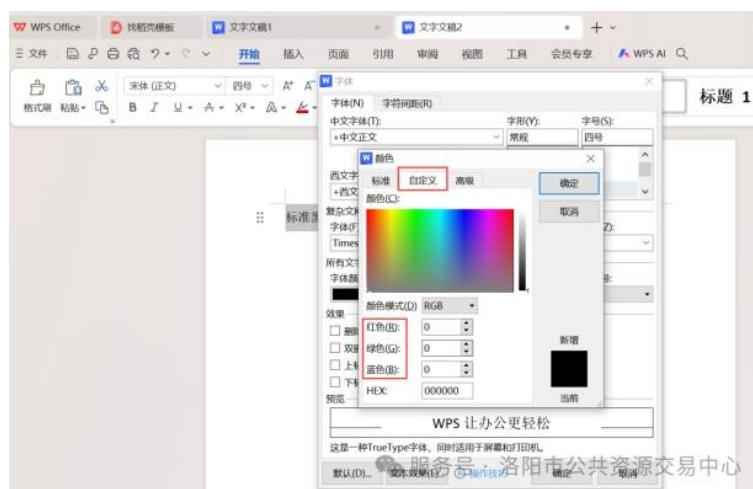 WPS Office 找稻壳模板 文字文稿1 文字文稿2
文件 开始 插入 页面 引用 审阅 视图 工具 会员专享 WPS AI
格式刷 粘贴 宋体 (正文) 四号 A⁺ A⁻ 标题 1
B I U A X² A
字体
字体(N) 字符间距(R)
中文字体(T): 字形(Y): 字号(S):
+中文正文 常规 四号
颜色
西文字
标准 自定义 高级 确定
+西文
颜色(C):
取消
复杂文种
字体(F) Z):
Times
所有文字
字体颜 号:
标准黑
颜色模式(D) RGB
效果
删除 红色(R): 0
双删 绿色(G): 0 新增
上标 蓝色(B): 0
下标 HEX: 000000 当前
预览
WPS 让办公更轻松
这是一种TrueType字体，同时适用于屏幕和打印机。
默认(D)... 文本效果(E)... 操作技巧 确定 取消
服务号 · 洛阳市公共资源交易中心